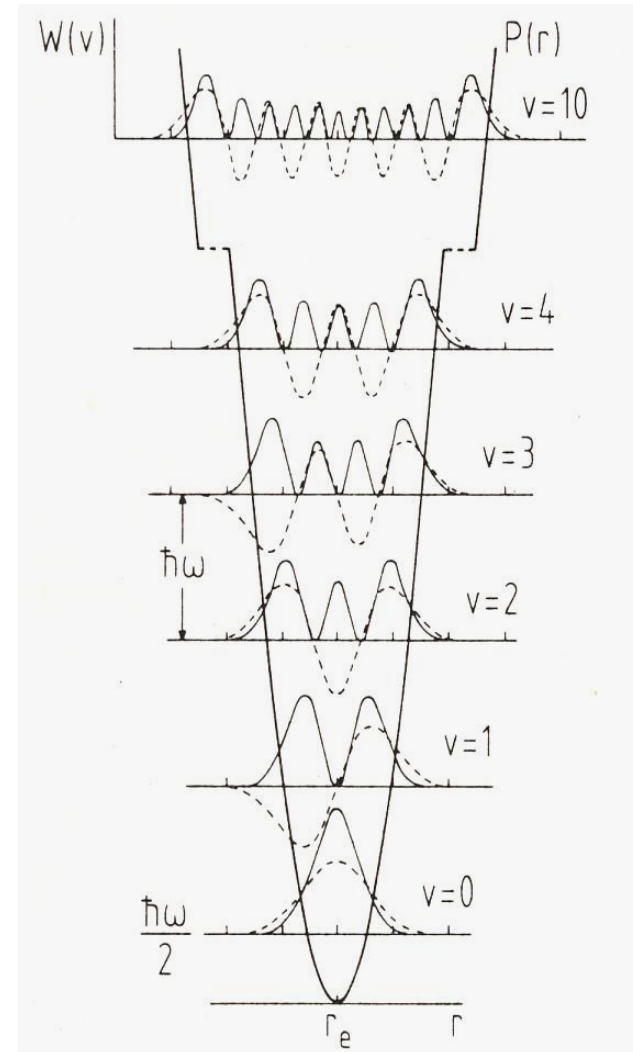 W(v) P(r)
v=10
v=4
v=3
ħω
v=2
v=1
v=0
ħω
2
r_e r